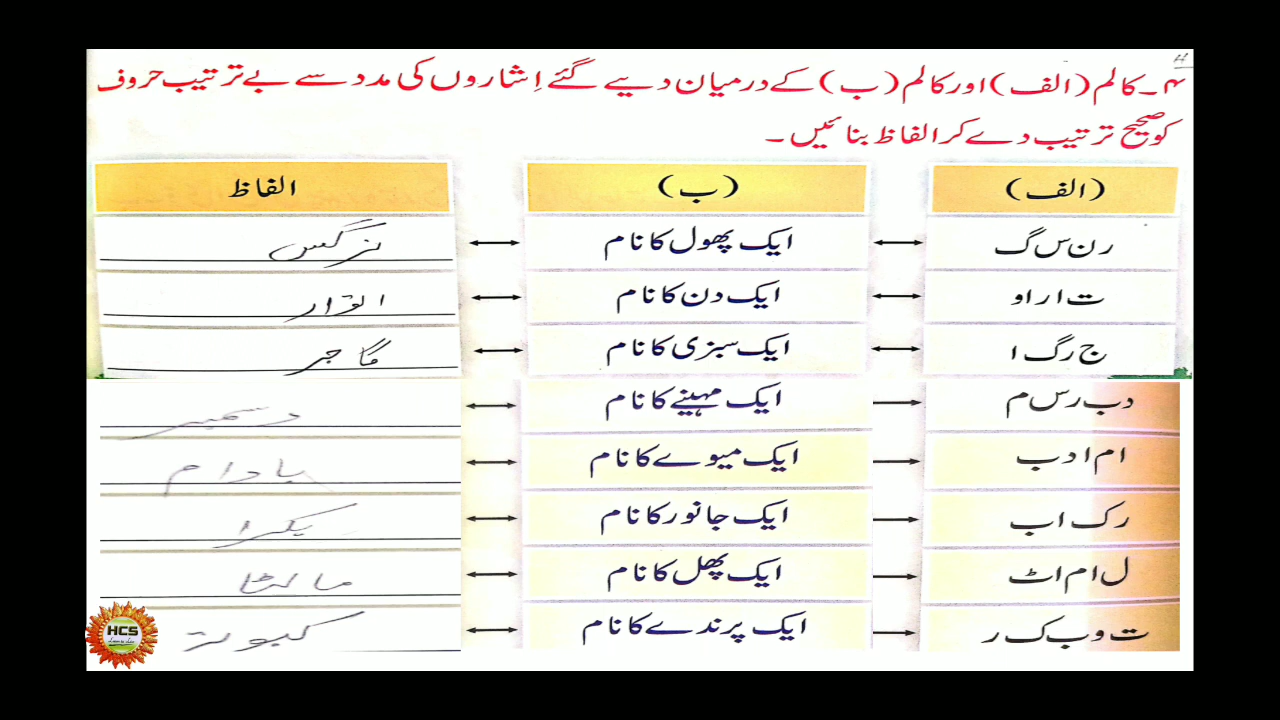 ۴۔ کالم (الف) اور کالم (ب) کے درمیان دیے گئے اِشاروں کی مدد سے بے ترتیب حروف
کو صحیح ترتیب دے کر الفاظ بنائیں ۔
(الف) (ب) الفاظ
ر ن س گ ایک پھول کا نام نرگس
ت ا ر ا و ایک دن کا نام اتوار
ج ر گ ا ایک سبزی کا نام گاجر
د ب ر س م ایک مہینے کا نام دسمبر
ا م ا د ب ایک میوے کا نام بادام
ر ک ا ب ایک جانور کا نام بکرا
ل ا م ا ٹ ایک پھل کا نام مالٹا
ت و ب ک ر ایک پرندے کا نام کبوتر
HCS